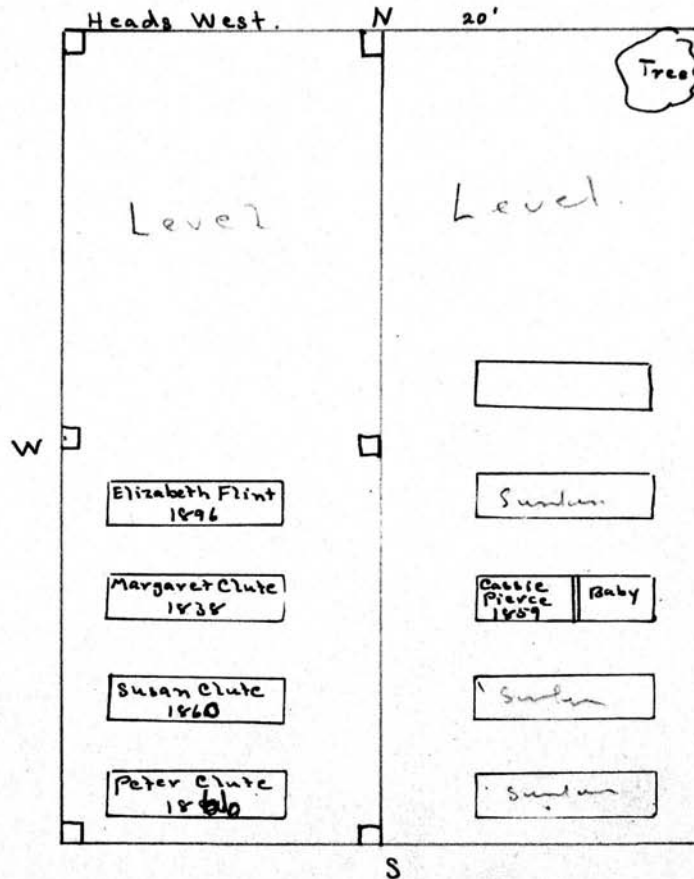 Heads West. N 20'
Tree
Level
Level.
W
Elizabeth Flint
1896
Margaret Clute
1838
Cassie
Pierce
1859
Baby
Susan Clute
1860
Peter Clute
S